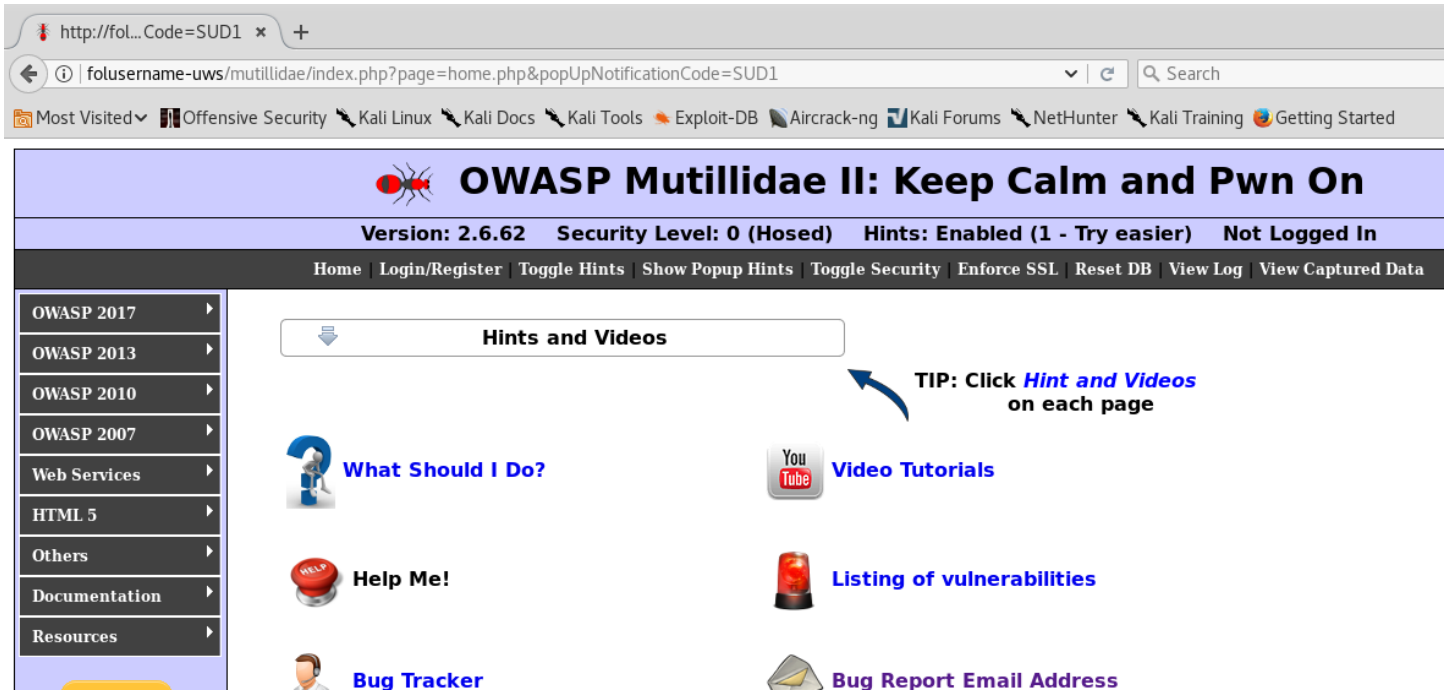 http://fol...Code=SUD1 × +
folusername-uws/mutillidae/index.php?page=home.php&popUpNotificationCode=SUD1
Search
Most Visited Offensive Security Kali Linux Kali Docs Kali Tools Exploit-DB Aircrack-ng Kali Forums NetHunter Kali Training Getting Started
OWASP Mutillidae II: Keep Calm and Pwn On
Version: 2.6.62 Security Level: 0 (Hosed) Hints: Enabled (1 - Try easier) Not Logged In
Home | Login/Register | Toggle Hints | Show Popup Hints | Toggle Security | Enforce SSL | Reset DB | View Log | View Captured Data
OWASP 2017
OWASP 2013
OWASP 2010
OWASP 2007
Web Services
HTML 5
Others
Documentation
Resources
Hints and Videos
TIP: Click Hint and Videos
on each page
What Should I Do?
You
Tube
Video Tutorials
HELP
Help Me!
Listing of vulnerabilities
Bug Tracker
Bug Report Email Address